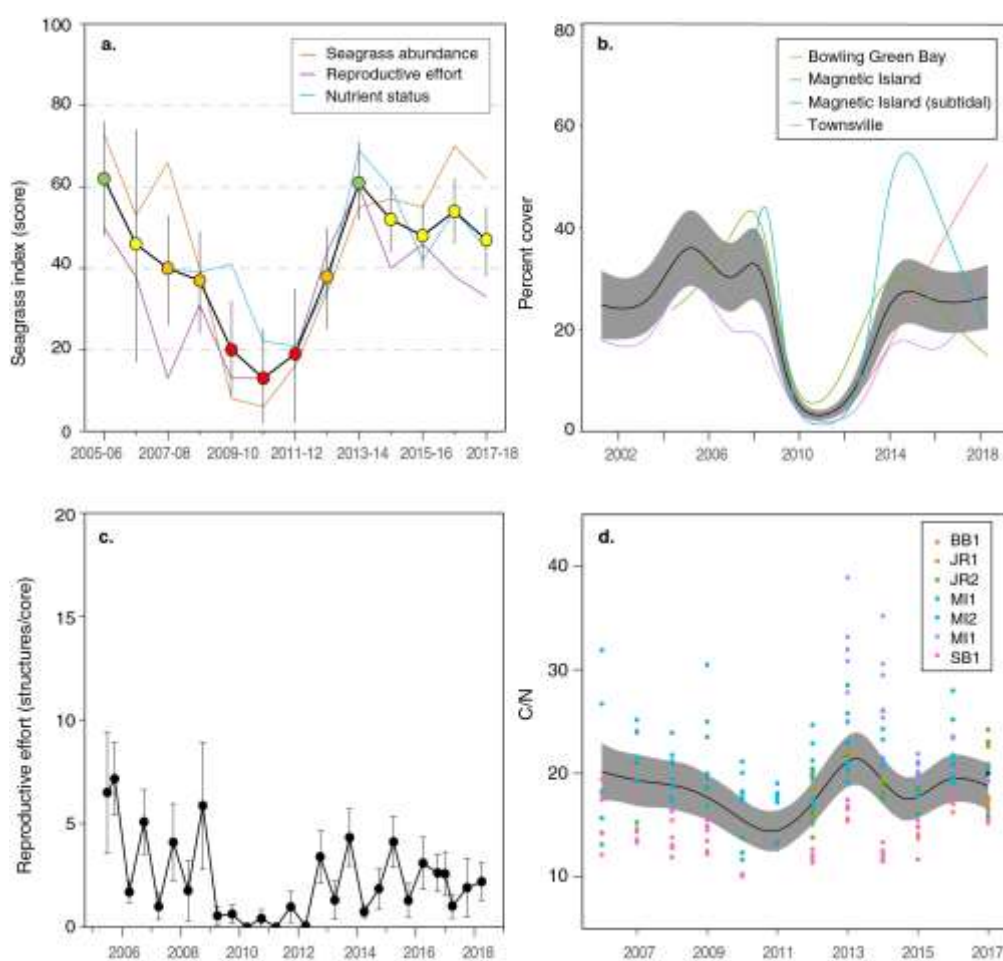 a.
Seagrass abundance
Reproductive effort
Nutrient status
Seagrass index (score)
100
80
60
40
20
0
2005-06 2007-08 2009-10 2011-12 2013-14 2015-16 2017-18
b.
Bowling Green Bay
Magnetic Island
Magnetic Island (subtidal)
Townsville
Percent cover
80
60
40
20
0
2002 2006 2010 2014 2018
c.
Reproductive effort (structures/core)
20
15
10
5
0
2006 2008 2010 2012 2014 2016 2018
d.
BB1
JR1
JR2
MI1
MI2
MI1
SB1
C/N
40
30
20
10
2007 2009 2011 2013 2015 2017